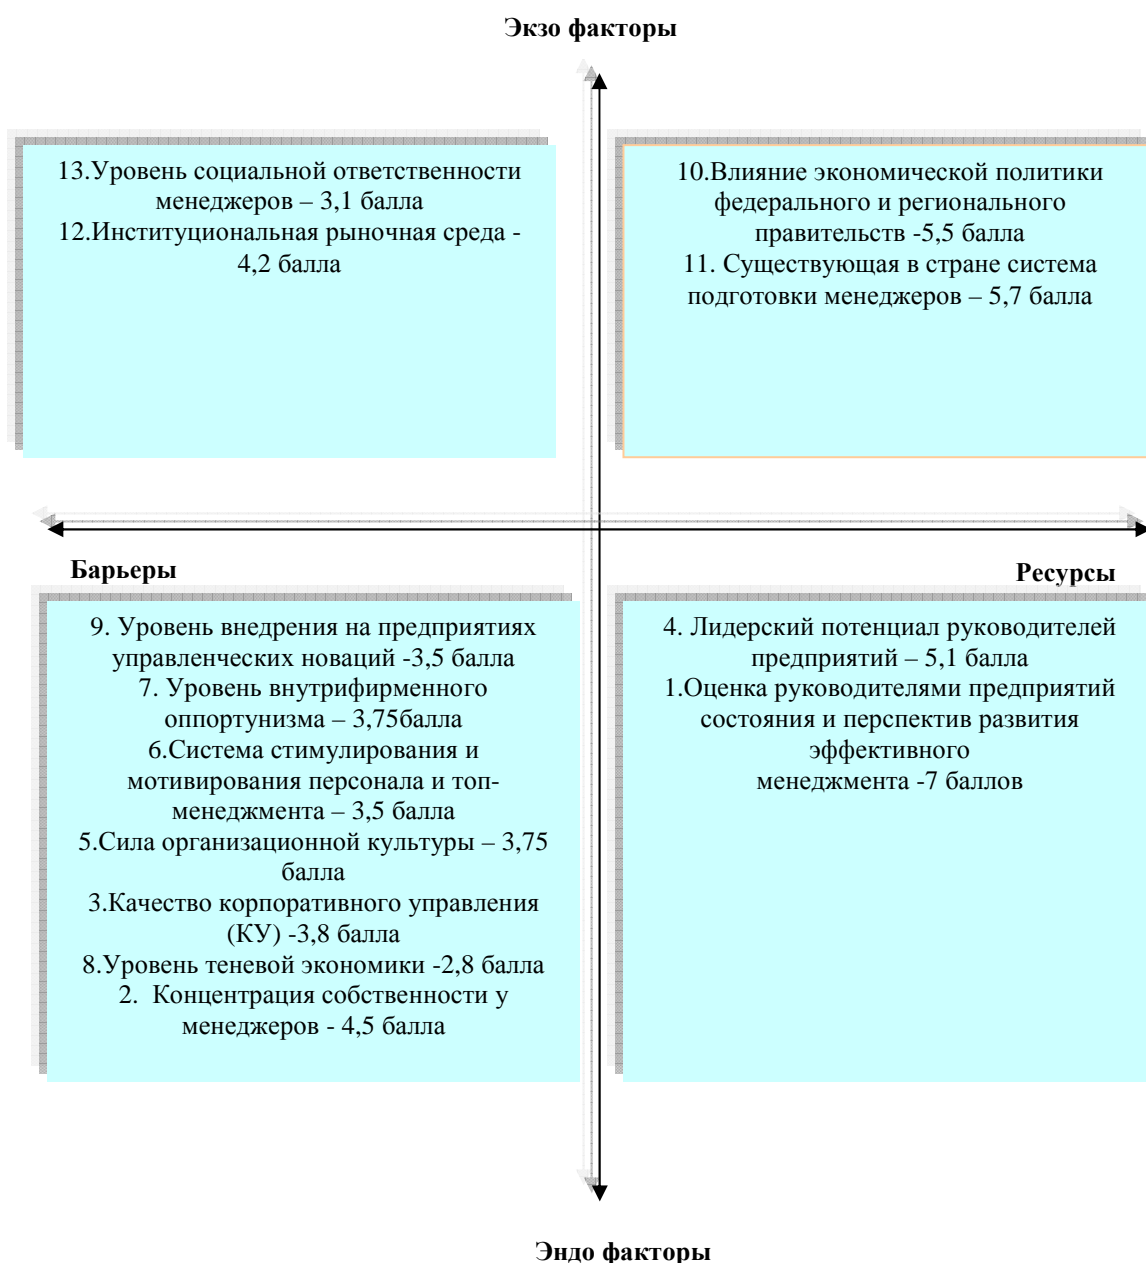 Экзо факторы
13.Уровень социальной ответственности
менеджеров – 3,1 балла
12.Институциональная рыночная среда -
4,2 балла
10.Влияние экономической политики
федерального и регионального
правительств -5,5 балла
11. Существующая в стране система
подготовки менеджеров – 5,7 балла
Барьеры
Ресурсы
9. Уровень внедрения на предприятиях
управленческих новаций -3,5 балла
7. Уровень внутрифирменного
оппортунизма – 3,75балла
6.Система стимулирования и
мотивирования персонала и топ-
менеджмента – 3,5 балла
5.Сила организационной культуры – 3,75
балла
3.Качество корпоративного управления
(КУ) -3,8 балла
8.Уровень теневой экономики -2,8 балла
2. Концентрация собственности у
менеджеров - 4,5 балла
4. Лидерский потенциал руководителей
предприятий – 5,1 балла
1.Оценка руководителями предприятий
состояния и перспектив развития
эффективного
менеджмента -7 баллов
Эндо факторы